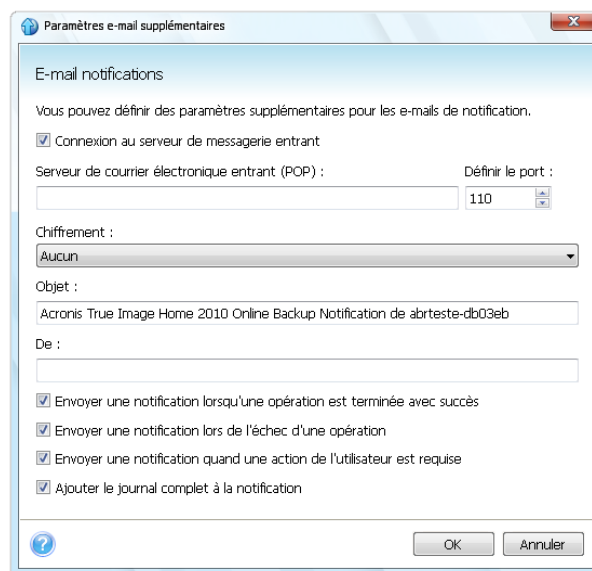 Paramètres e-mail supplémentaires
E-mail notifications
Vous pouvez définir des paramètres supplémentaires pour les e-mails de notification.
Connexion au serveur de messagerie entrant
Serveur de courrier électronique entrant (POP) : Définir le port :
110
Chiffrement :
Aucun
Objet :
Acronis True Image Home 2010 Online Backup Notification de abrteste-db03eb
De :
Envoyer une notification lorsqu'une opération est terminée avec succès
Envoyer une notification lors de l'échec d'une opération
Envoyer une notification quand une action de l'utilisateur est requise
Ajouter le journal complet à la notification
? OK Annuler